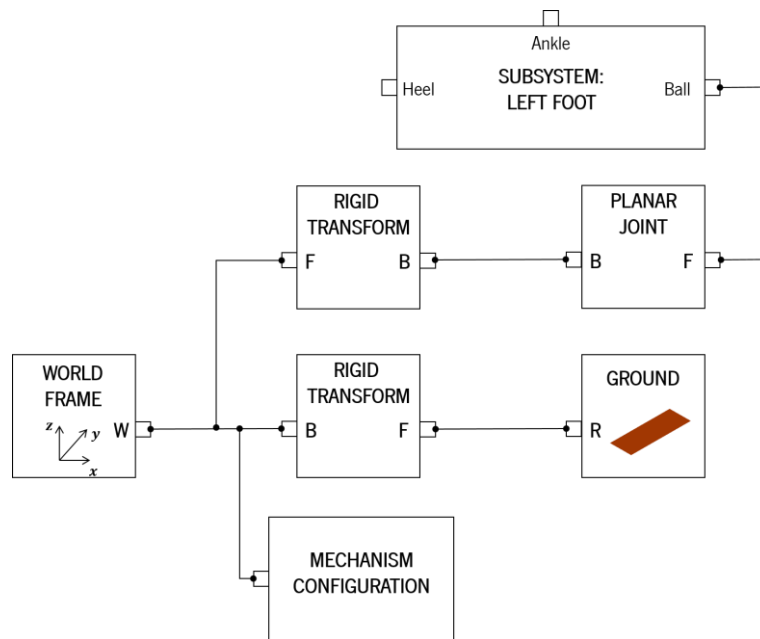 Ankle
SUBSYSTEM:
LEFT FOOT
Heel
Ball
RIGID
TRANSFORM
F B
PLANAR
JOINT
B F
WORLD
FRAME
z
y
x
W
RIGID
TRANSFORM
B F
GROUND
R
MECHANISM
CONFIGURATION